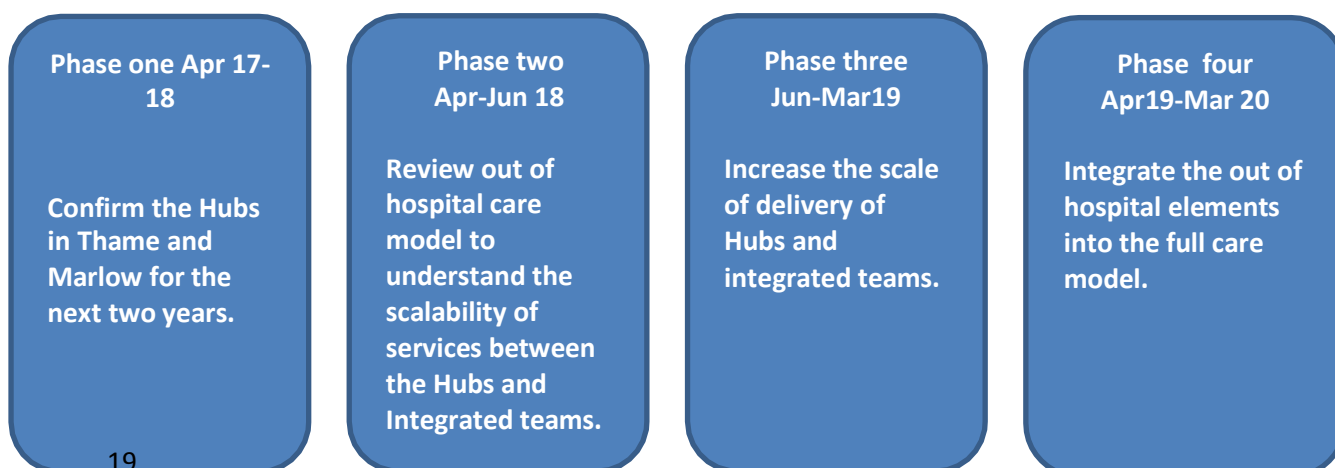 Phase one Apr 17-
18
Confirm the Hubs
in Thame and
Marlow for the
next two years.
Phase two
Apr-Jun 18
Review out of
hospital care
model to
understand the
scalability of
services between
the Hubs and
Integrated teams.
Phase three
Jun-Mar19
Increase the scale
of delivery of
Hubs and
integrated teams.
Phase  four
Apr19-Mar 20
Integrate the out of
hospital elements
into the full care
model.
19